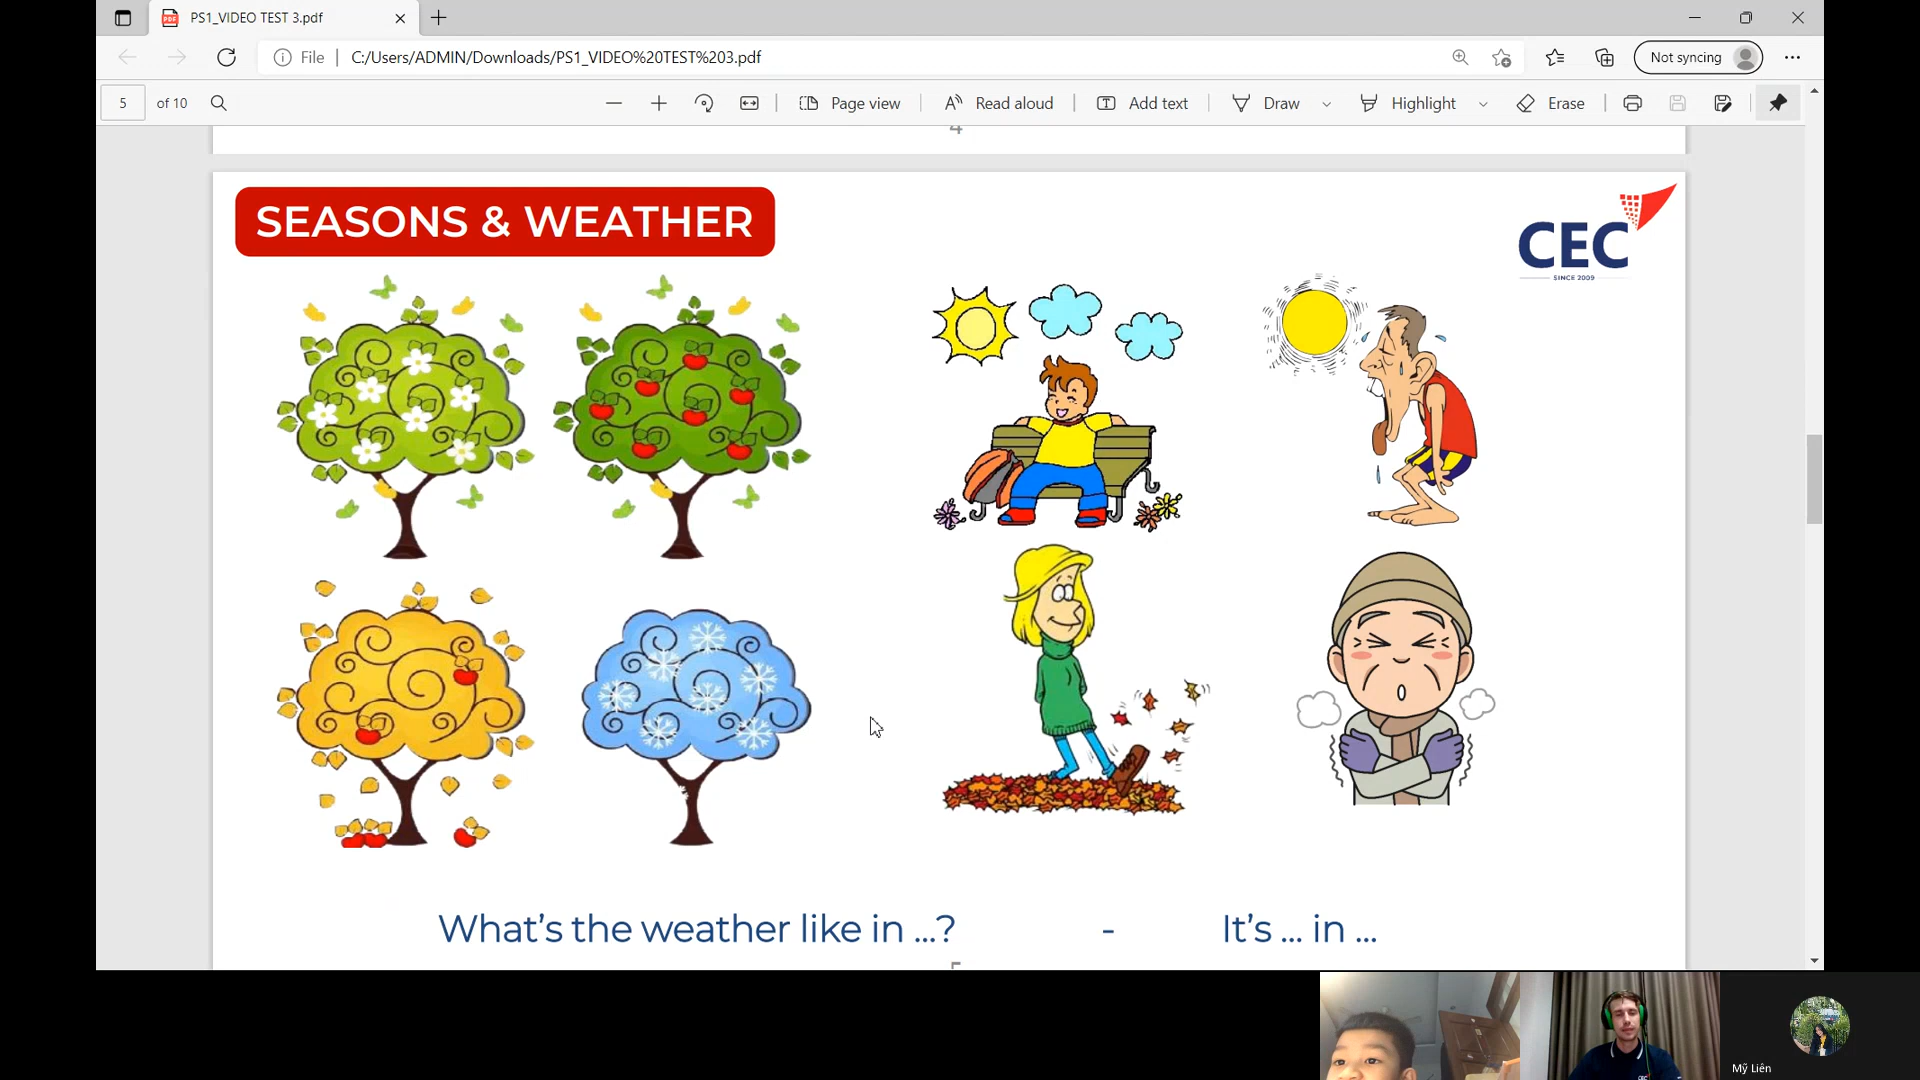 PS1_VIDEO TEST 3.pdf
File
C:/Users/ADMIN/Downloads/PS1_VIDEO%20TEST%203.pdf
Not syncing
5 of 10
Page view
Read aloud
Add text
Draw
Highlight
Erase
4
SEASONS & WEATHER
CEC
SINCE 2009
What's the weather like in ...? - It's ... in ...
Mỹ Liên